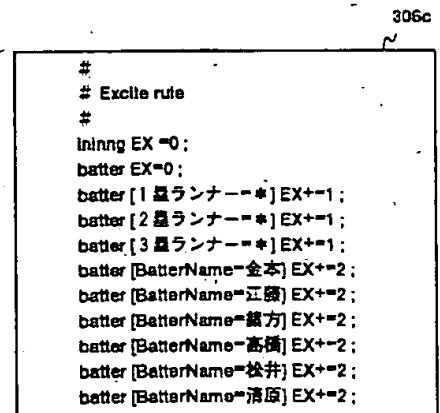 306c
#
# Excite rule
#
Ininng EX =0 ;
batter EX=0 ;
batter [1塁ランナー=*] EX+=1 ;
batter [2塁ランナー=*] EX+=1 ;
batter [3塁ランナー=*] EX+=1 ;
batter [BatterName=金本] EX+=2 ;
batter [BatterName=江藤] EX+=2 ;
batter [BatterName=緒方] EX+=2 ;
batter [BatterName=高橋] EX+=2 ;
batter [BatterName=松井] EX+=2 ;
batter [BatterName=清原] EX+=2 ;